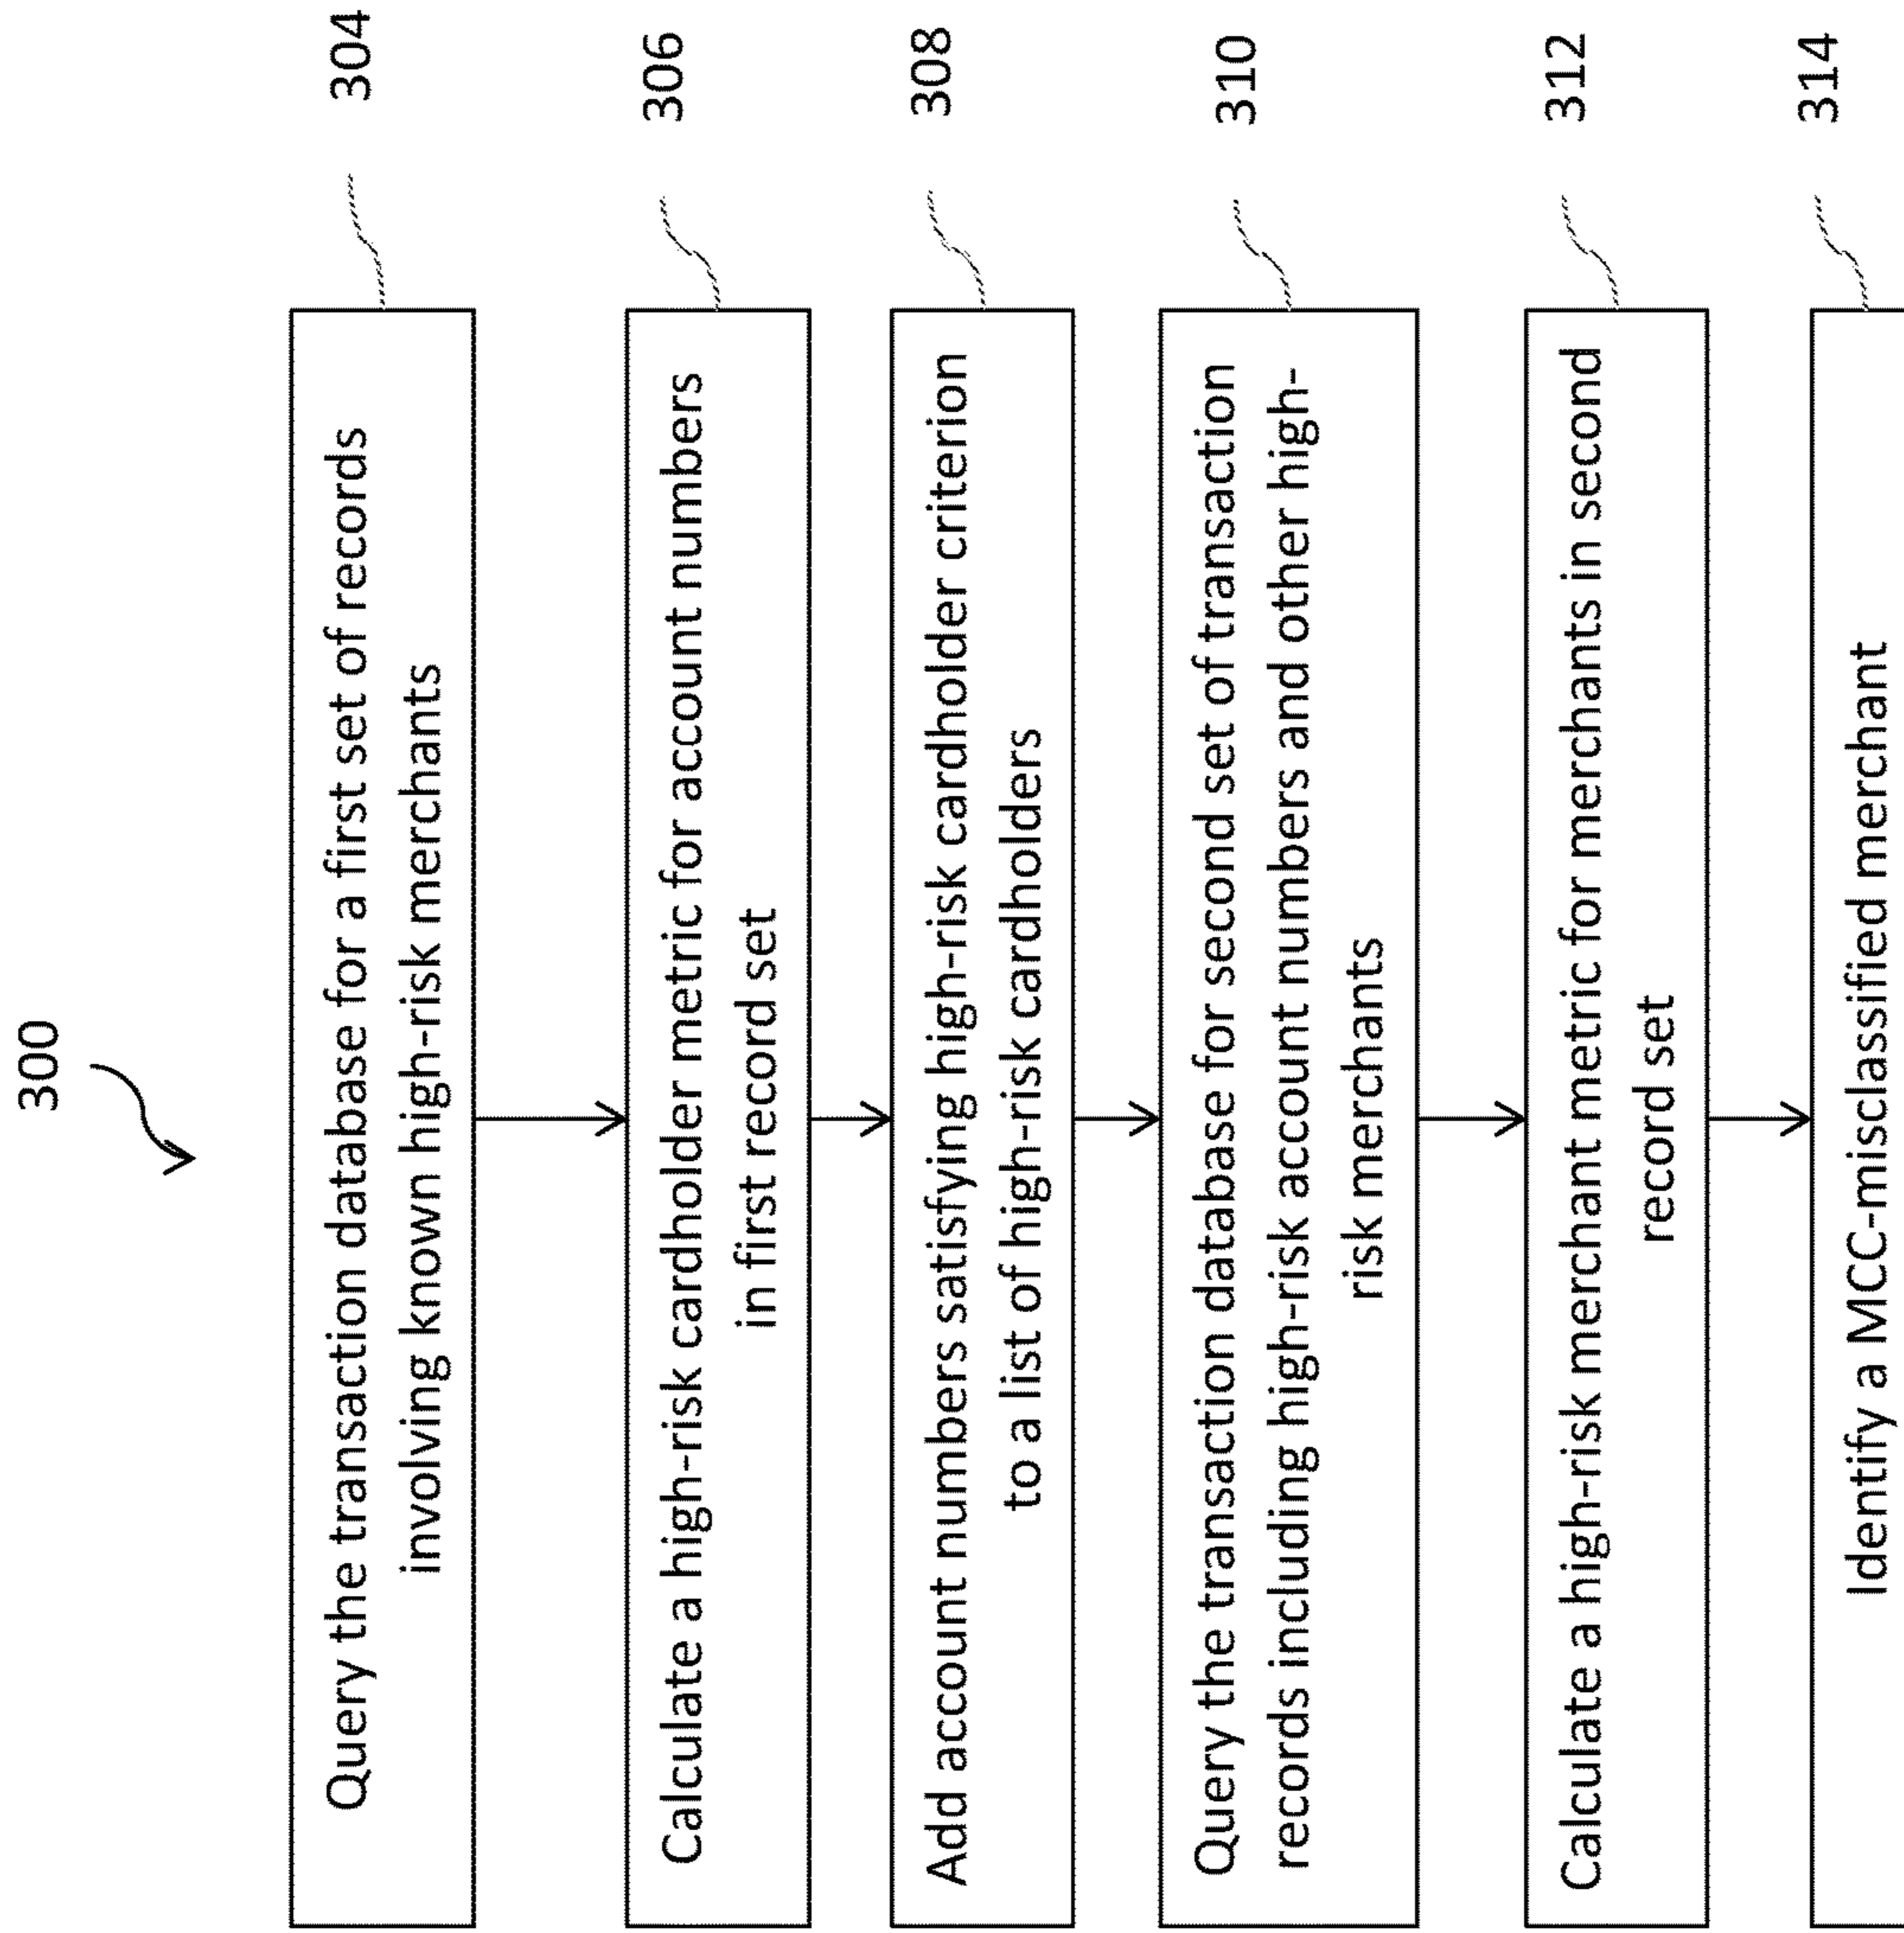 300
Query the transaction database for a first set of records
involving known high-risk merchants
304
Calculate a high-risk cardholder metric for account numbers
in first record set
306
Add account numbers satisfying high-risk cardholder criterion
to a list of high-risk cardholders
308
Query the transaction database for second set of transaction
records including high-risk account numbers and other high-
risk merchants
310
Calculate a high-risk merchant metric for merchants in second
record set
312
Identify a MCC-misclassified merchant
314